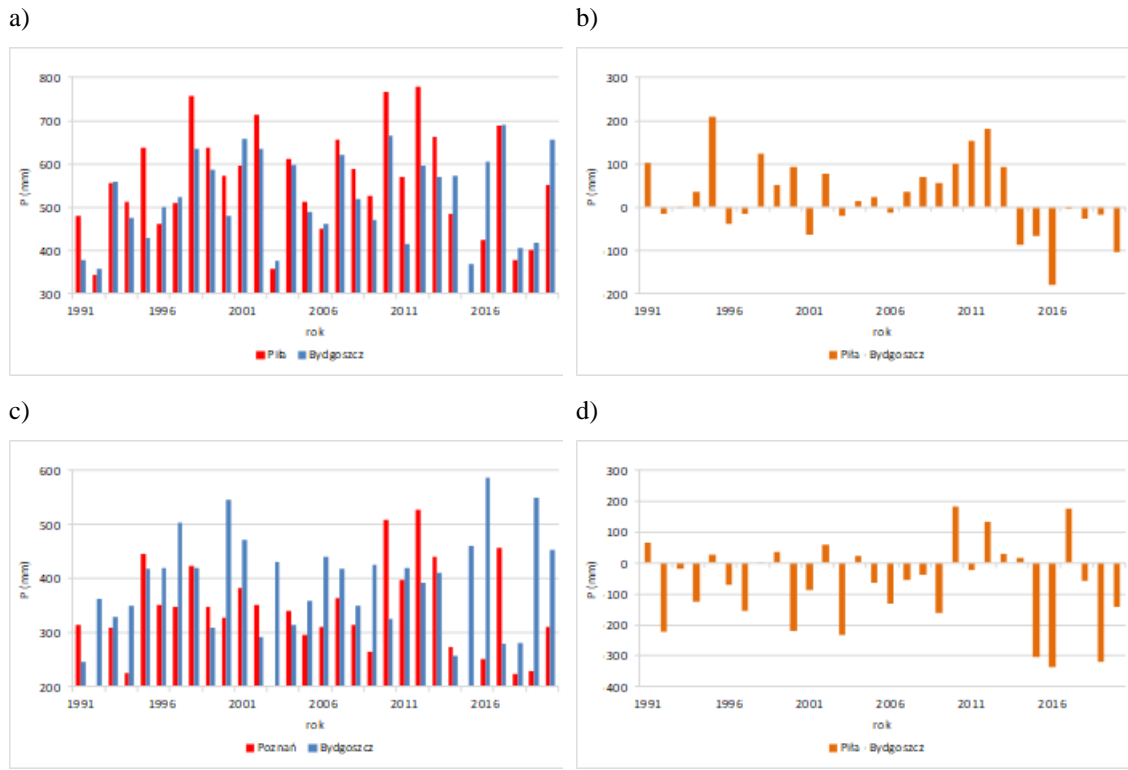 a)
b)
800
700
600
500
400
300
P (mm)
1991 1996 2001 2006 2011 2016
rok
Piła Bydgoszcz
300
200
100
0
-100
-200
P (mm)
1991 1996 2001 2006 2011 2016
rok
Piła - Bydgoszcz
c)
d)
600
500
400
300
200
P (mm)
1991 1996 2001 2006 2011 2016
rok
Poznań Bydgoszcz
300
200
100
0
-100
-200
-300
-400
P (mm)
1991 1996 2001 2006 2011 2016
rok
Piła - Bydgoszcz